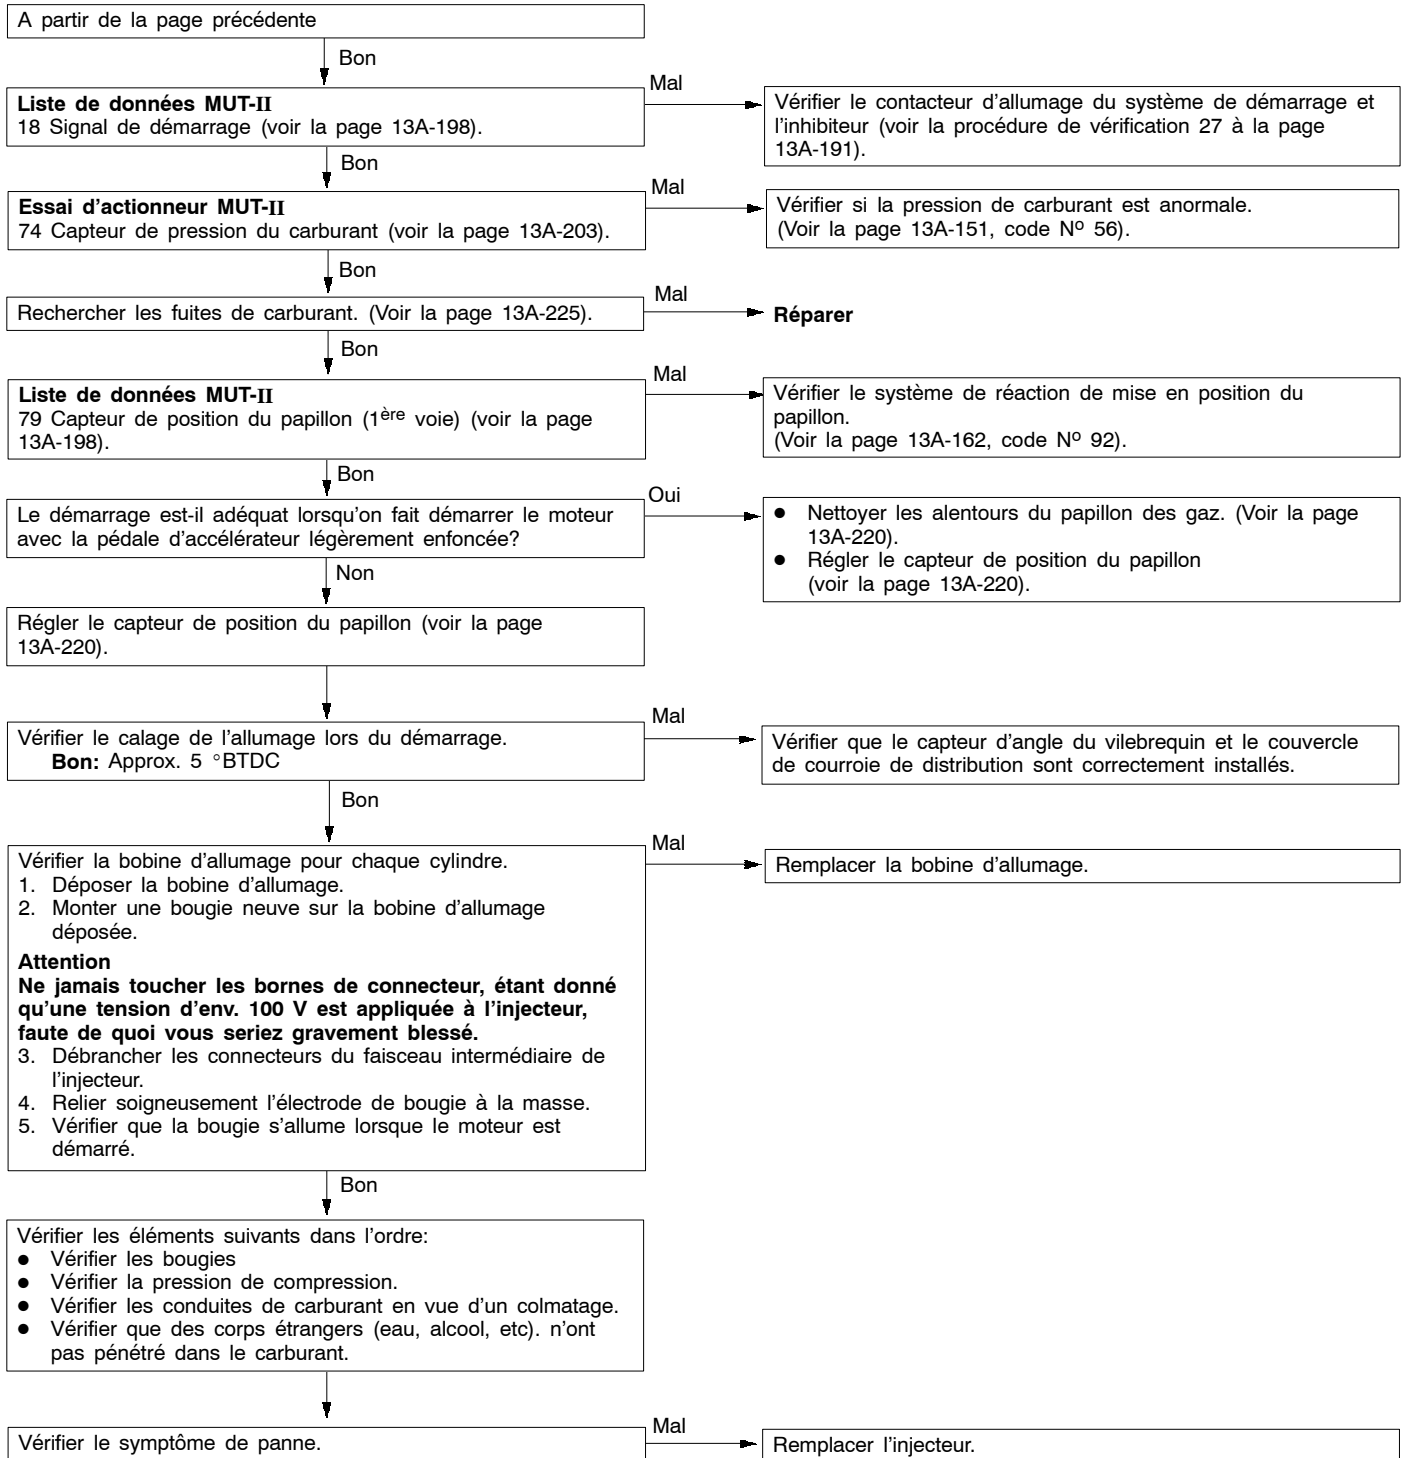 A partir de la page précédente
Bon
Liste de données MUT-II
18 Signal de démarrage (voir la page 13A-198).
Mal
Vérifier le contacteur d'allumage du système de démarrage et
l'inhibiteur (voir la procédure de vérification 27 à la page
13A-191).
Bon
Essai d'actionneur MUT-II
74 Capteur de pression du carburant (voir la page 13A-203).
Mal
Vérifier si la pression de carburant est anormale.
(Voir la page 13A-151, code Nº 56).
Bon
Rechercher les fuites de carburant. (Voir la page 13A-225).
Mal
Réparer
Bon
Liste de données MUT-II
79 Capteur de position du papillon (1ère voie) (voir la page
13A-198).
Mal
Vérifier le système de réaction de mise en position du
papillon.
(Voir la page 13A-162, code Nº 92).
Bon
Le démarrage est-il adéquat lorsqu'on fait démarrer le moteur
avec la pédale d'accélérateur légèrement enfoncée?
Oui
● Nettoyer les alentours du papillon des gaz. (Voir la page
13A-220).
● Régler le capteur de position du papillon
(voir la page 13A-220).
Non
Régler le capteur de position du papillon (voir la page
13A-220).
Vérifier le calage de l'allumage lors du démarrage.
Bon: Approx. 5 °BTDC
Mal
Vérifier que le capteur d'angle du vilebrequin et le couvercle
de courroie de distribution sont correctement installés.
Bon
Vérifier la bobine d'allumage pour chaque cylindre.
1. Déposer la bobine d'allumage.
2. Monter une bougie neuve sur la bobine d'allumage
déposée.
Attention
Ne jamais toucher les bornes de connecteur, étant donné
qu'une tension d'env. 100 V est appliquée à l'injecteur,
faute de quoi vous seriez gravement blessé.
3. Débrancher les connecteurs du faisceau intermédiaire de
l'injecteur.
4. Relier soigneusement l'électrode de bougie à la masse.
5. Vérifier que la bougie s'allume lorsque le moteur est
démarré.
Mal
Remplacer la bobine d'allumage.
Bon
Vérifier les éléments suivants dans l'ordre:
● Vérifier les bougies
● Vérifier la pression de compression.
● Vérifier les conduites de carburant en vue d'un colmatage.
● Vérifier que des corps étrangers (eau, alcool, etc). n'ont
pas pénétré dans le carburant.
Vérifier le symptôme de panne.
Mal
Remplacer l'injecteur.